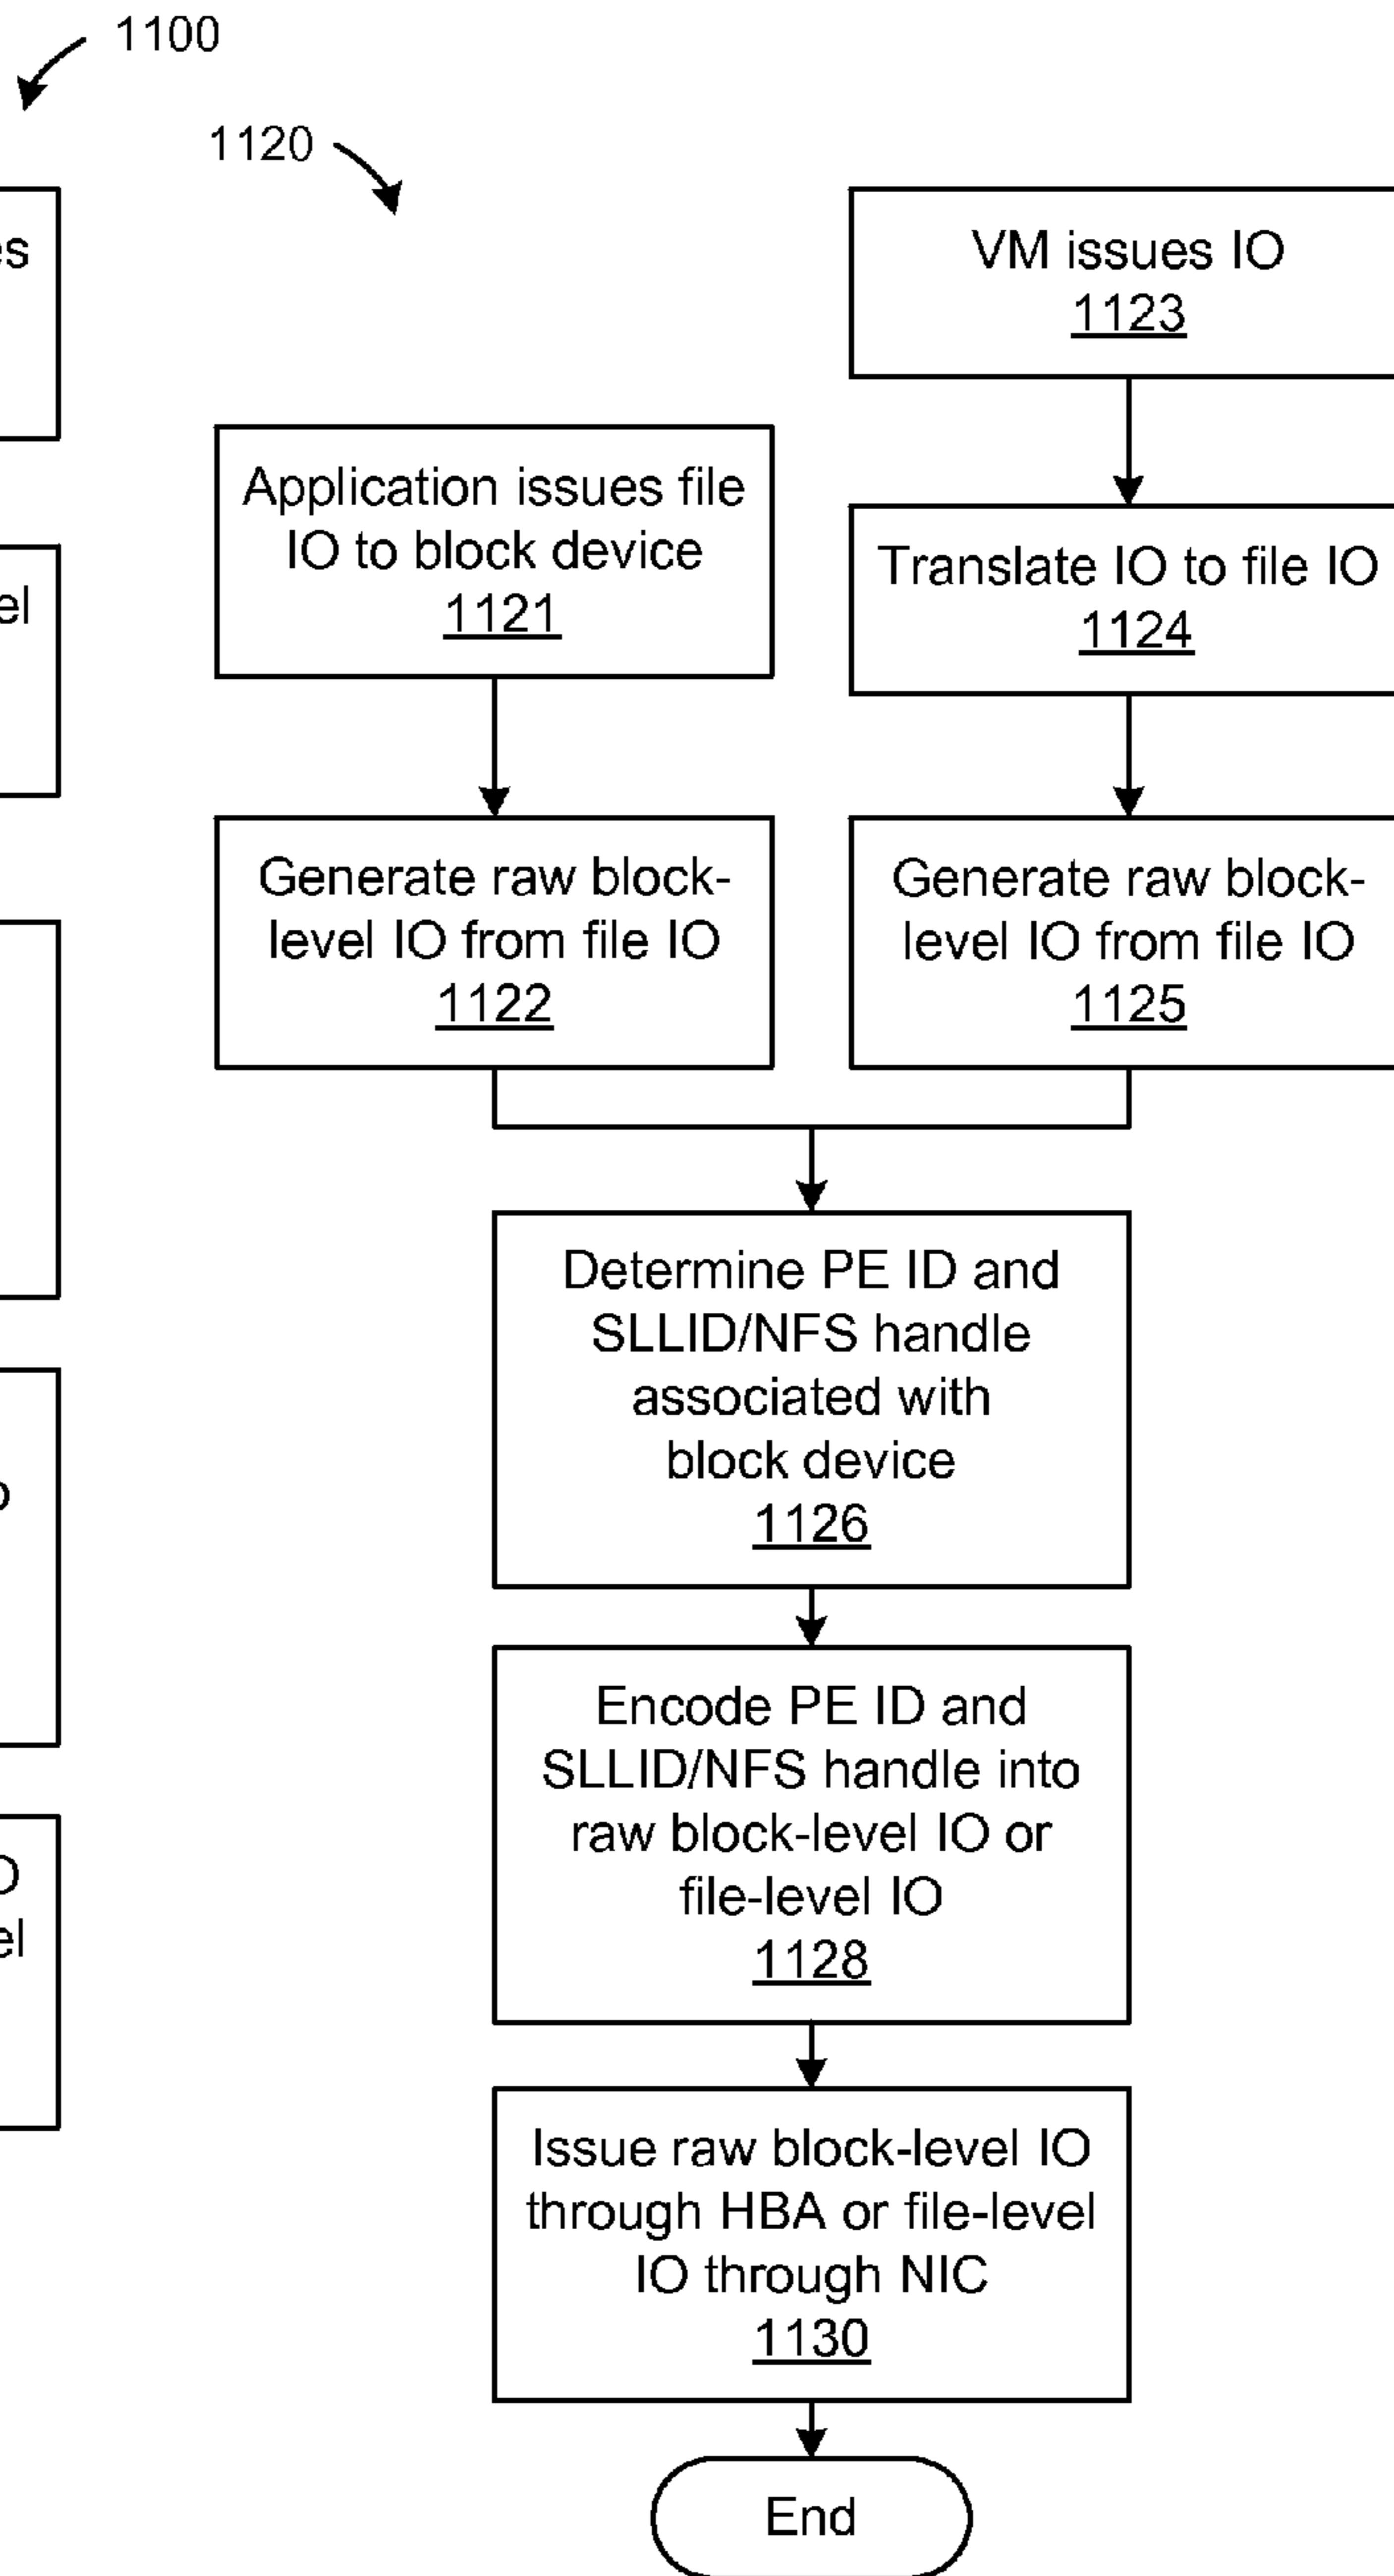 1100
1120
VM issues IO
1123
Application issues file
IO to block device
1121
Translate IO to file IO
1124
Generate raw block-
level IO from file IO
1122
Generate raw block-
level IO from file IO
1125
Determine PE ID and
SLLID/NFS handle
associated with
block device
1126
Encode PE ID and
SLLID/NFS handle into
raw block-level IO or
file-level IO
1128
Issue raw block-level IO
through HBA or file-level
IO through NIC
1130
End